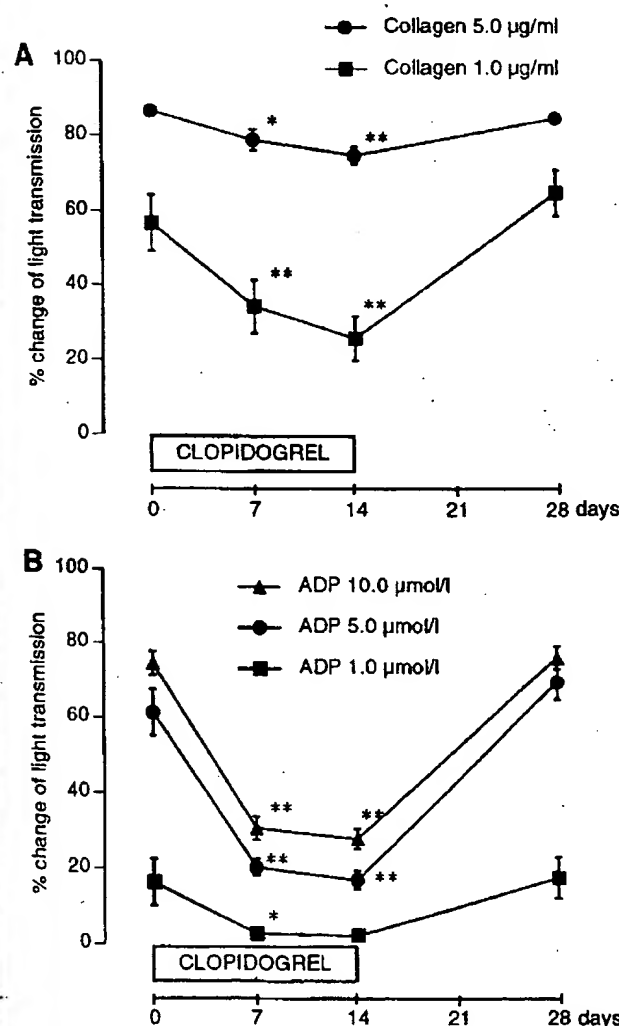 A
Collagen 5.0 µg/ml
Collagen 1.0 µg/ml
% change of light transmission
100
80
60
40
20
0
*
**
**
**
CLOPIDOGREL
0 7 14 21 28 days
B
ADP 10.0 µmol/l
ADP 5.0 µmol/l
ADP 1.0 µmol/l
% change of light transmission
100
80
60
40
20
0
**
**
**
**
*
CLOPIDOGREL
0 7 14 21 28 days